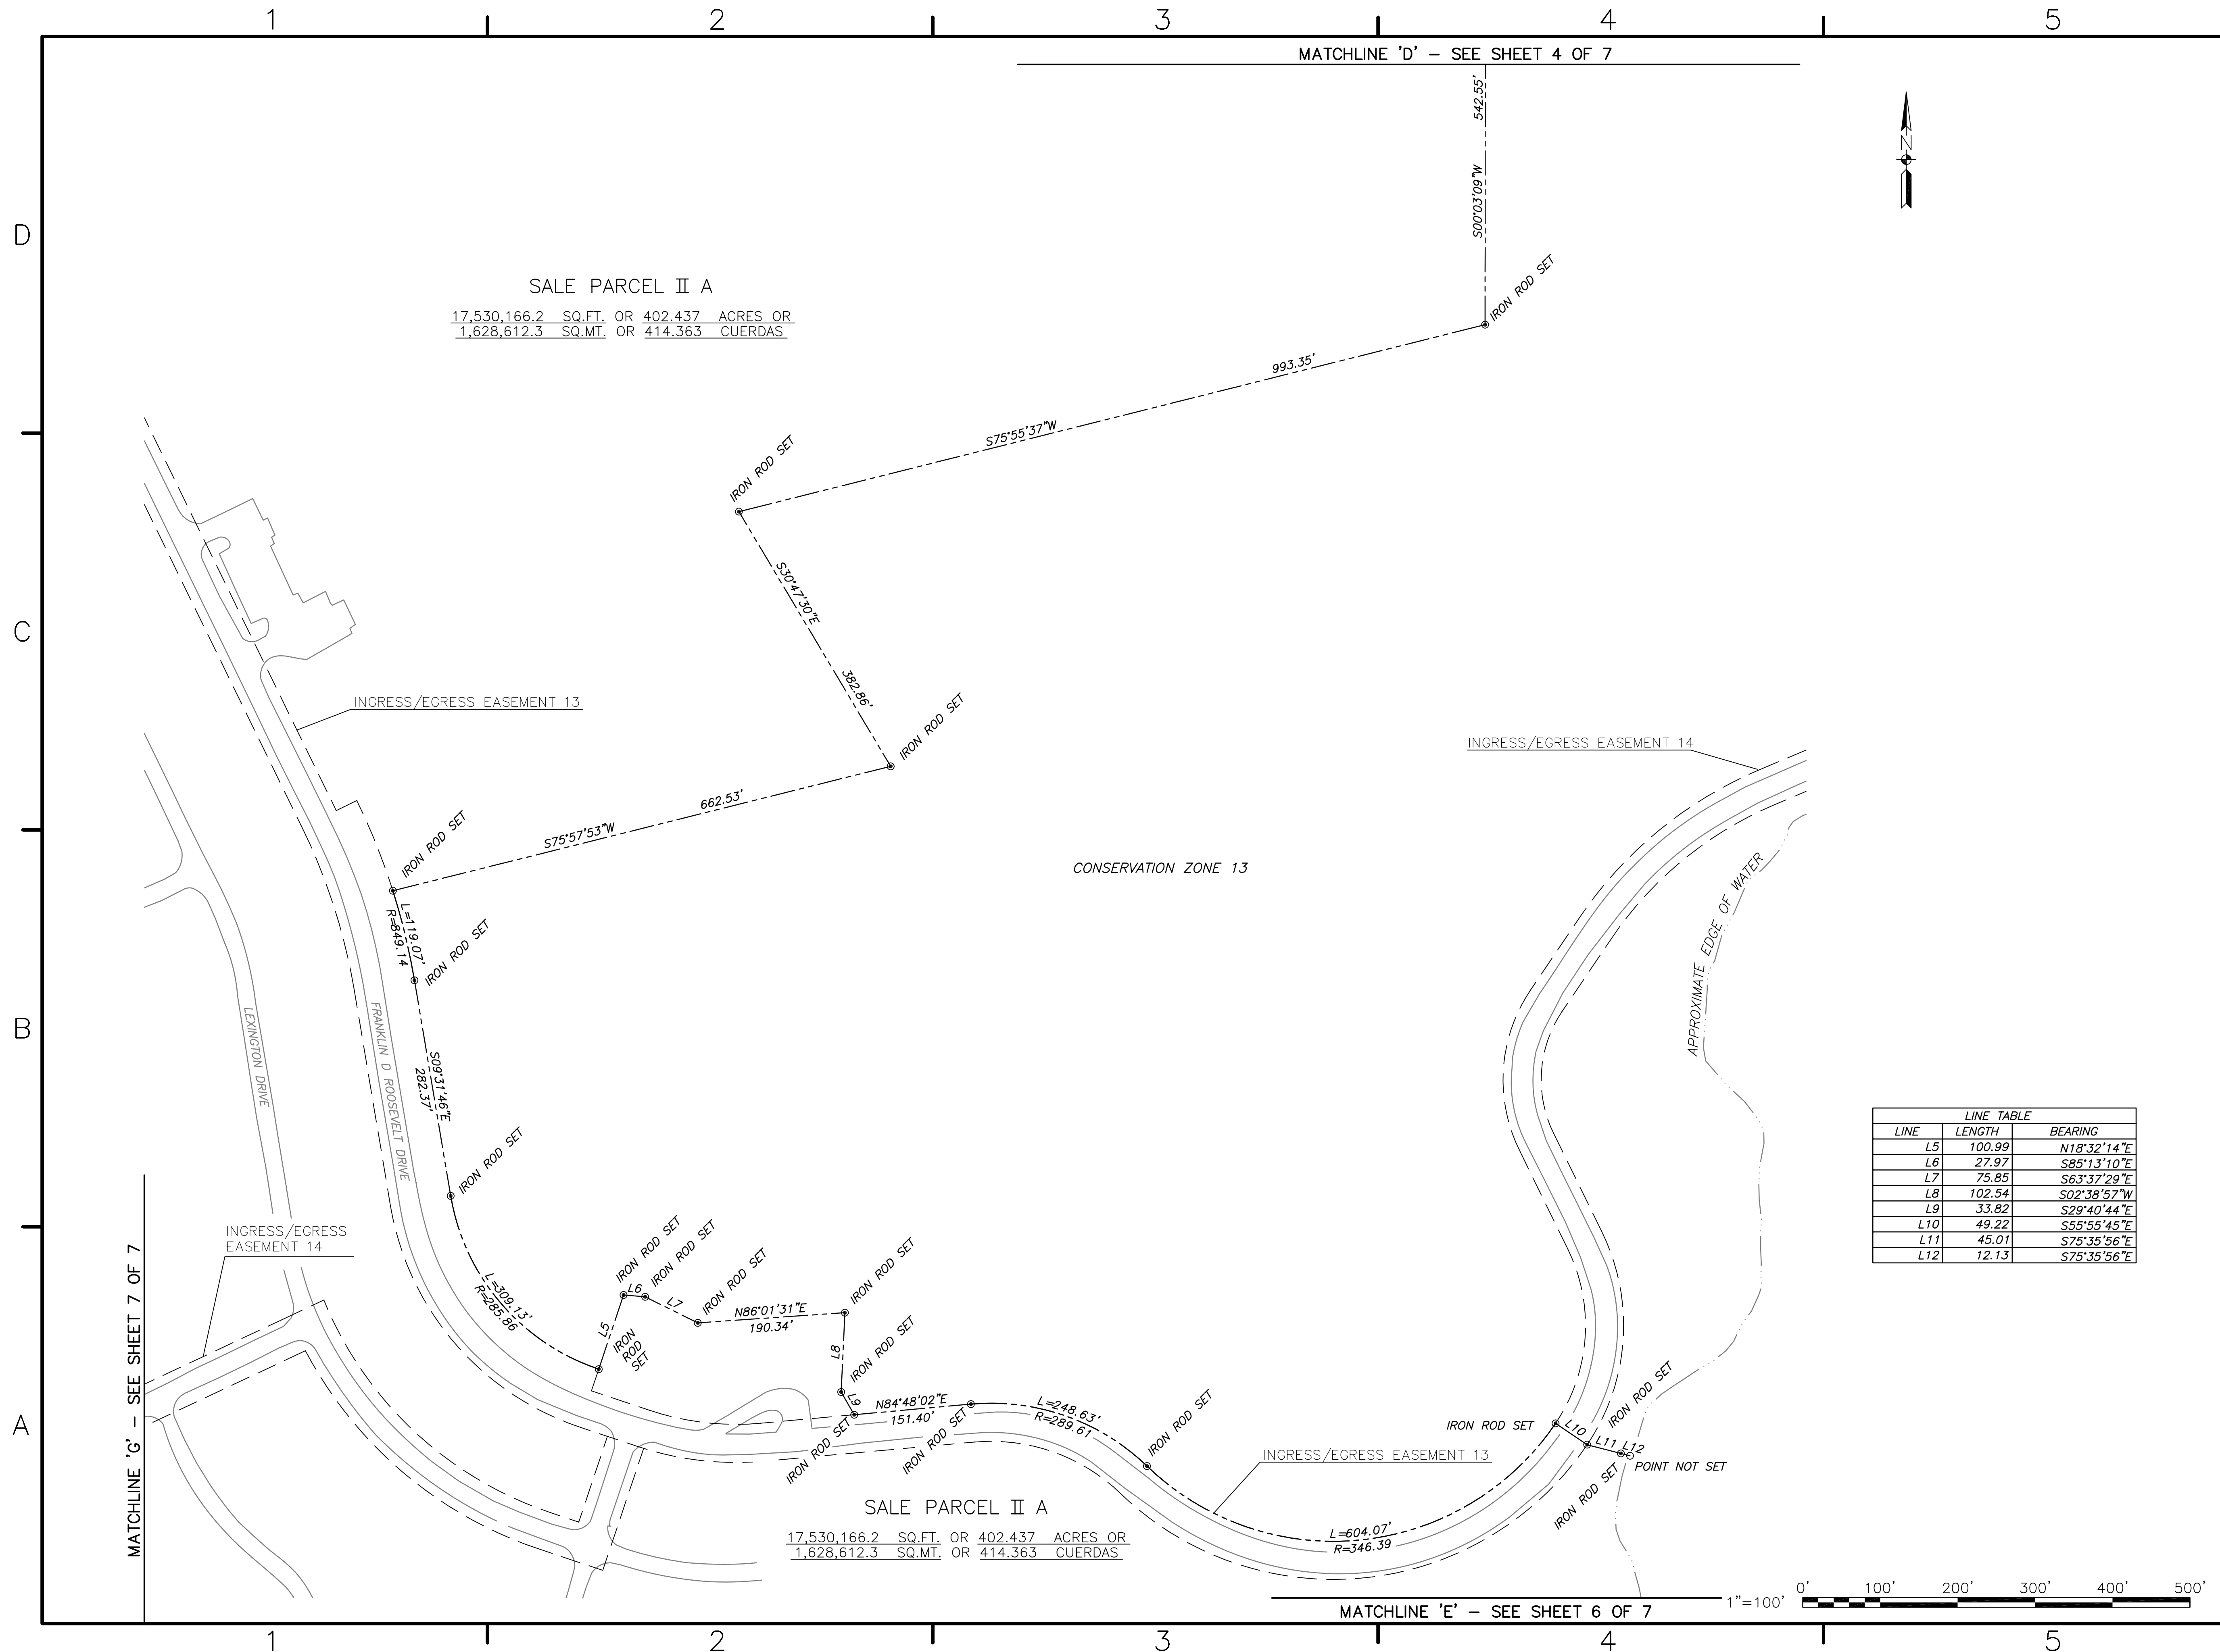 1
2
3
4
5
MATCHLINE 'D' – SEE SHEET 4 OF 7
542.55'
S00°03'09"W
N
D
SALE PARCEL II A
17,530,166.2 SQ.FT. OR 402.437 ACRES OR
1,628,612.3 SQ.MT. OR 414.363 CUERDAS
IRON ROD SET
993.35'
S75°55'37"W
IRON ROD SET
S30°47'30"E
382.86'
C
IRON ROD SET
INGRESS/EGRESS EASEMENT 13
INGRESS/EGRESS EASEMENT 14
662.53'
S75°57'53"W
IRON ROD SET
CONSERVATION ZONE 13
APPROXIMATE EDGE OF WATER
L=119.07'
R=849.14
IRON ROD SET
B
LEXINGTON DRIVE
FRANKLIN D ROOSEVELT DRIVE
S09°31'46"E
282.37'
IRON ROD SET
LINE TABLE
LINE LENGTH BEARING
L5 100.99 N18°32'14"E
L6 27.97 S85°13'10"E
L7 75.85 S63°37'29"E
L8 102.54 S02°38'57"W
L9 33.82 S29°40'44"E
L10 49.22 S55°55'45"E
L11 45.01 S75°35'56"E
L12 12.13 S75°35'56"E
INGRESS/EGRESS
EASEMENT 14
MATCHLINE 'G' – SEE SHEET 7 OF 7
L=309.13'
R=285.86
IRON ROD SET
IRON ROD SET
IRON ROD SET
IRON ROD SET
L6
L7
L5
IRON
ROD
SET
N86°01'31"E
190.34'
L8
IRON ROD SET
L9
N84°48'02"E
151.40'
IRON ROD SET
IRON ROD SET
L=248.63'
R=289.61
IRON ROD SET
A
IRON ROD SET
L10
IRON ROD SET
L11
L12
POINT NOT SET
IRON ROD SET
INGRESS/EGRESS EASEMENT 13
SALE PARCEL II A
17,530,166.2 SQ.FT. OR 402.437 ACRES OR
1,628,612.3 SQ.MT. OR 414.363 CUERDAS
L=604.07'
R=346.39
MATCHLINE 'E' – SEE SHEET 6 OF 7
1"=100'
0' 100' 200' 300' 400' 500'
1
2
3
4
5